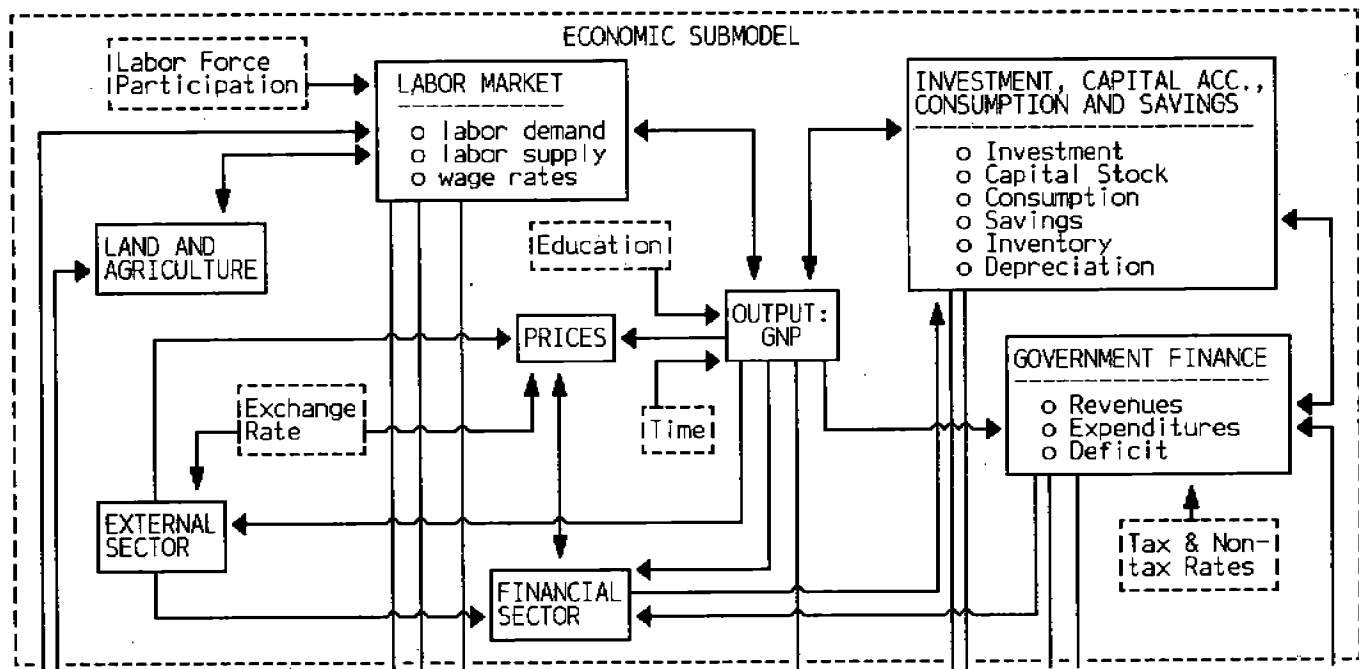 ECONOMIC SUBMODEL
Labor Force
Participation
LABOR MARKET
o labor demand
o labor supply
o wage rates
INVESTMENT, CAPITAL ACC.,
CONSUMPTION AND SAVINGS
o Investment
o Capital Stock
o Consumption
o Savings
o Inventory
o Depreciation
LAND AND
AGRICULTURE
Education
PRICES
OUTPUT:
GNP
GOVERNMENT FINANCE
o Revenues
o Expenditures
o Deficit
Exchange
Rate
Time
EXTERNAL
SECTOR
FINANCIAL
SECTOR
Tax & Non-
tax Rates